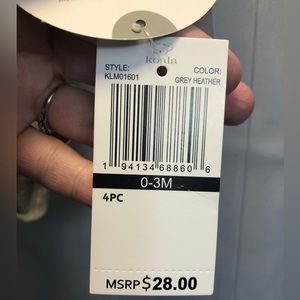 koala
STYLE: COLOR:
KLM01601 GREY HEATHER
1 94134 68860 6
0-3M
4PC
MSRP $28.00